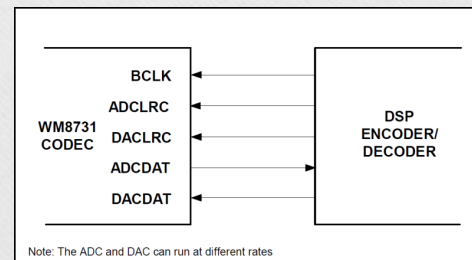 WM8731
CODEC
BCLK
ADCLRC
DACLRC
ADCDAT
DACDAT
DSP
ENCODER/
DECODER
Note: The ADC and DAC can run at different rates